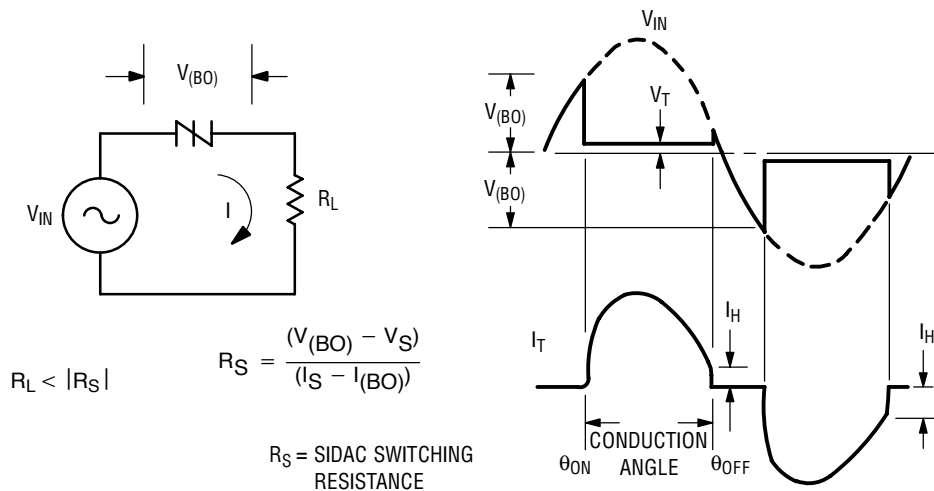 V(BO)
VIN
I
RL
RL < |RS|
RS = (V(BO) − VS) / (IS − I(BO))
RS = SIDAC SWITCHING
RESISTANCE
VIN
VT
V(BO)
V(BO)
IH
IT
IH
CONDUCTION
ANGLE
θON
θOFF